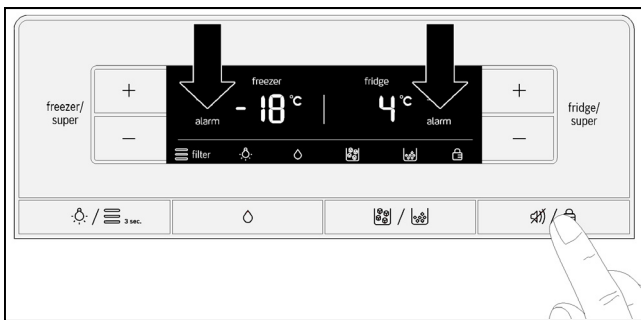 freezer fridge
+ +
freezer/
super
- 18 °C 4 °C
fridge/
super
alarm alarm
− −
filter
/ 3 sec. / /